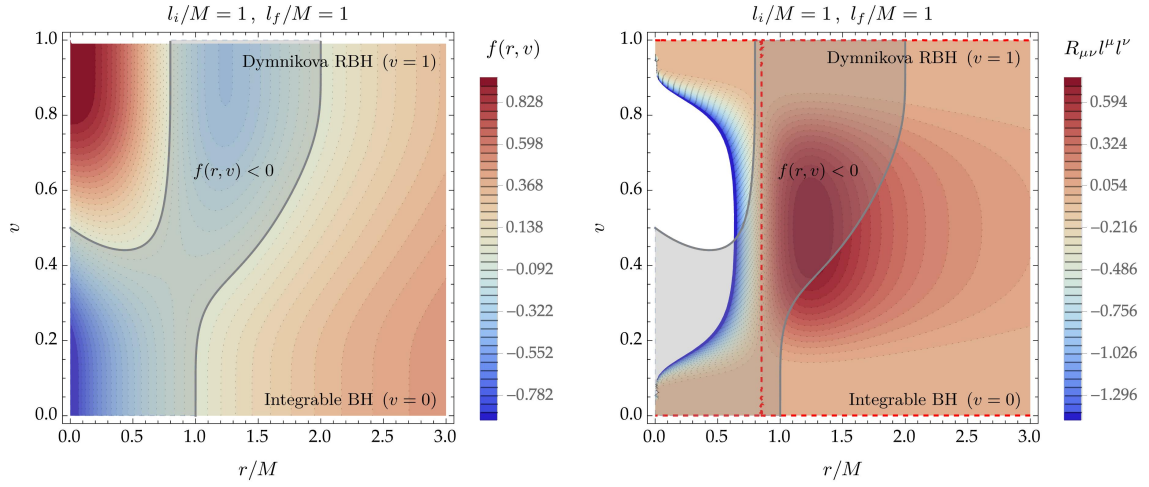 l_i/M = 1 , l_f/M = 1
f(r, v)
Dymnikova RBH (v = 1)
f(r, v) < 0
Integrable BH (v = 0)
1.0
0.8
0.6
0.4
0.2
0.0
v
0.0 0.5 1.0 1.5 2.0 2.5 3.0
r/M
0.828
0.598
0.368
0.138
−0.092
−0.322
−0.552
−0.782
l_i/M = 1 , l_f/M = 1
R_{μν}l^μl^ν
Dymnikova RBH (v = 1)
f(r, v) < 0
Integrable BH (v = 0)
1.0
0.8
0.6
0.4
0.2
0.0
v
0.0 0.5 1.0 1.5 2.0 2.5 3.0
r/M
0.594
0.324
0.054
−0.216
−0.486
−0.756
−1.026
−1.296